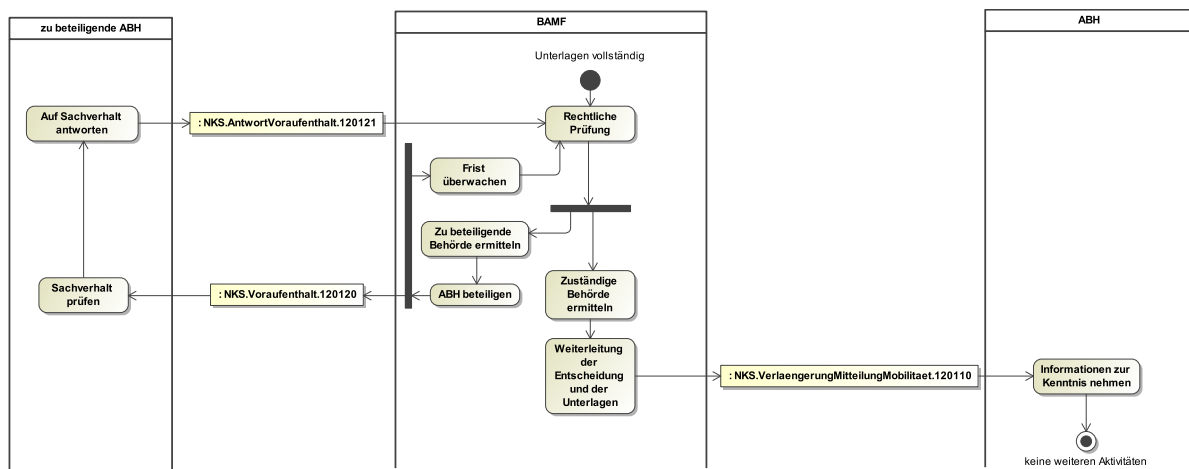 zu beteiligende ABH
BAMF
ABH
Unterlagen vollständig
Auf Sachverhalt
antworten
: NKS.AntwortVoraufenthalt.120121
Rechtliche
Prüfung
Frist
überwachen
Zu beteiligende
Behörde ermitteln
Sachverhalt
prüfen
: NKS.Voraufenthalt.120120
ABH beteiligen
Zuständige
Behörde
ermitteln
Weiterleitung
der
Entscheidung
und der
Unterlagen
: NKS.VerlaengerungMitteilungMobilitaet.120110
Informationen zur
Kenntnis nehmen
keine weiteren Aktivitäten